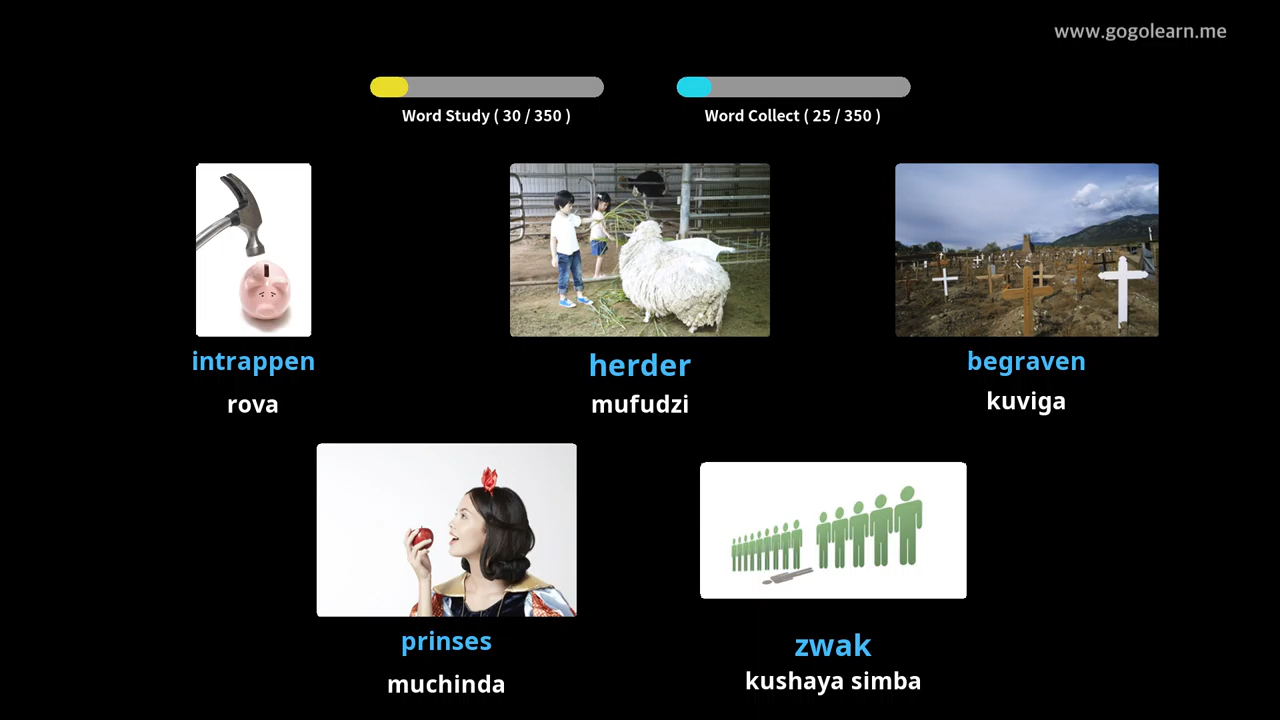 www.gogolearn.me
Word Study ( 30 / 350 )
Word Collect ( 25 / 350 )
intrappen
rova
herder
mufudzi
begraven
kuviga
prinses
muchinda
zwak
kushaya simba